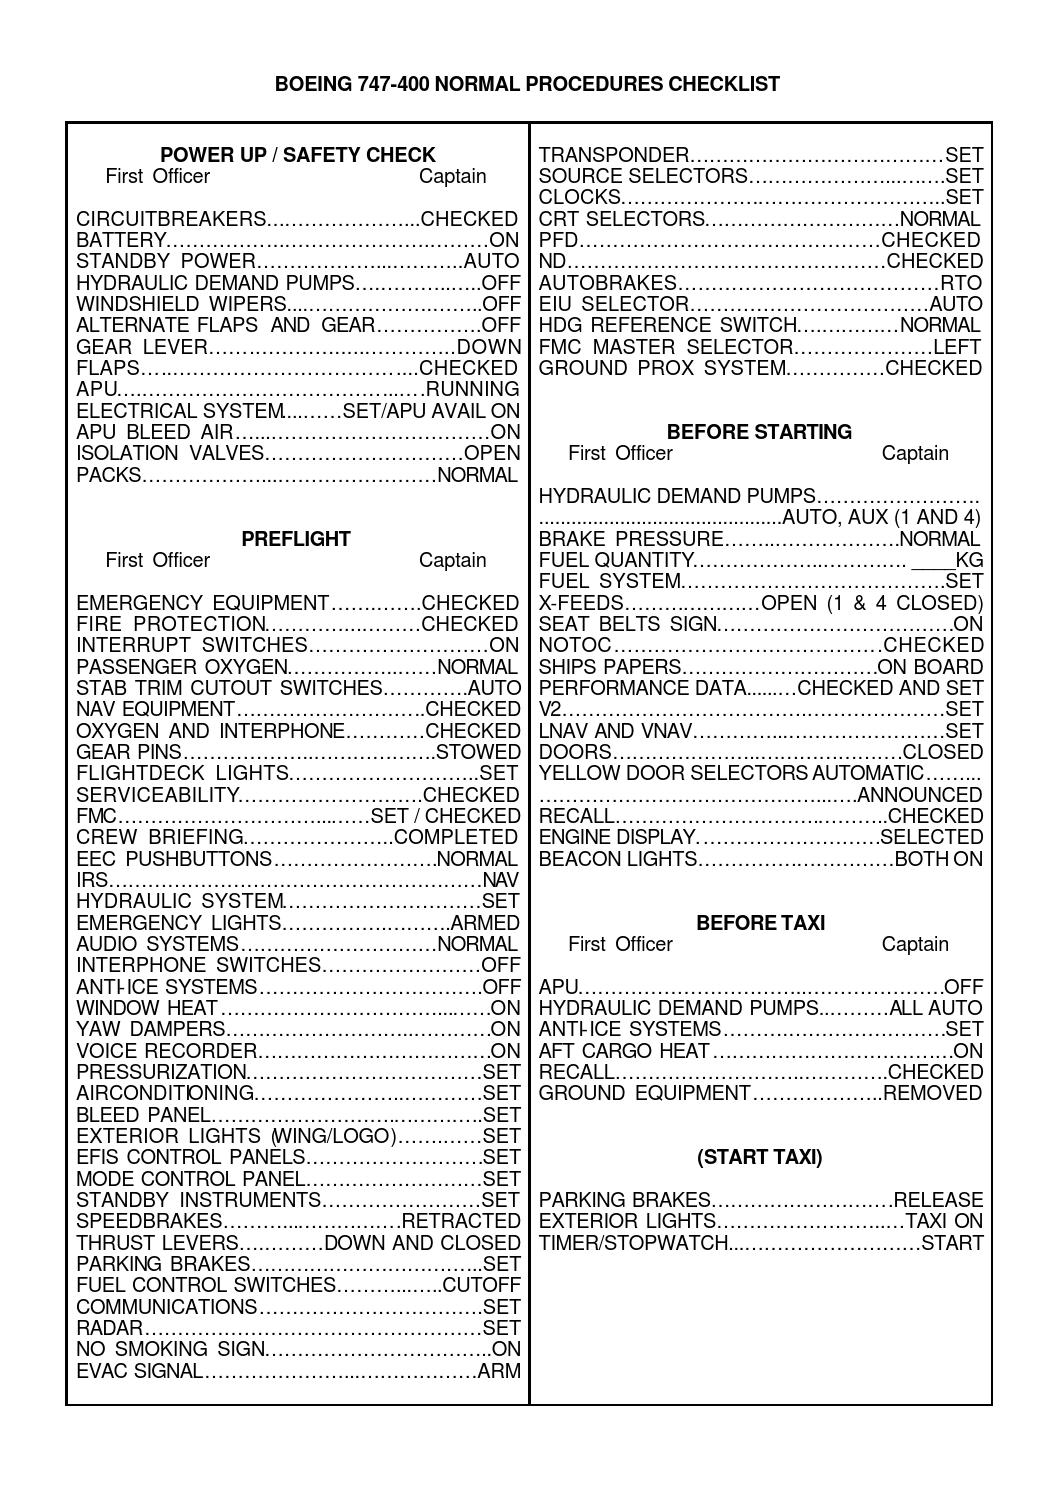 BOEING 747-400 NORMAL PROCEDURES CHECKLIST
POWER UP / SAFETY CHECK
First Officer Captain
CIRCUITBREAKERS…………………...CHECKED
BATTERY…………………………………………ON
STANDBY POWER…………………………AUTO
HYDRAULIC DEMAND PUMPS………………OFF
WINDSHIELD WIPERS…………………………OFF
ALTERNATE FLAPS AND GEAR……………OFF
GEAR LEVER………………………………DOWN
FLAPS……………………………………CHECKED
APU………………………………………RUNNING
ELECTRICAL SYSTEM………SET/APU AVAIL ON
APU BLEED AIR…………………………………ON
ISOLATION VALVES…………………………OPEN
PACKS………………………………………NORMAL
PREFLIGHT
First Officer Captain
EMERGENCY EQUIPMENT……………CHECKED
FIRE PROTECTION……………………CHECKED
INTERRUPT SWITCHES………………………ON
PASSENGER OXYGEN…………………NORMAL
STAB TRIM CUTOUT SWITCHES…………AUTO
NAV EQUIPMENT………………………CHECKED
OXYGEN AND INTERPHONE…………CHECKED
GEAR PINS………………………………STOWED
FLIGHTDECK LIGHTS…………………………SET
SERVICEABILITY………………………CHECKED
FMC…………………………………SET / CHECKED
CREW BRIEFING…………………COMPLETED
EEC PUSHBUTTONS……………………NORMAL
IRS…………………………………………………NAV
HYDRAULIC SYSTEM…………………………SET
EMERGENCY LIGHTS……………………ARMED
AUDIO SYSTEMS…………………………NORMAL
INTERPHONE SWITCHES……………………OFF
ANTI-ICE SYSTEMS……………………………OFF
WINDOW HEAT…………………………………ON
YAW DAMPERS…………………………………ON
VOICE RECORDER………………………………ON
PRESSURIZATION………………………………SET
AIRCONDITIONING……………………………SET
BLEED PANEL……………………………………SET
EXTERIOR LIGHTS (WING/LOGO)……………SET
EFIS CONTROL PANELS………………………SET
MODE CONTROL PANEL………………………SET
STANDBY INSTRUMENTS……………………SET
SPEEDBRAKES………………………RETRACTED
THRUST LEVERS…………DOWN AND CLOSED
PARKING BRAKES………………………………SET
FUEL CONTROL SWITCHES……………CUTOFF
COMMUNICATIONS……………………………SET
RADAR……………………………………………SET
NO SMOKING SIGN………………………………ON
EVAC SIGNAL……………………………………ARM
TRANSPONDER…………………………………SET
SOURCE SELECTORS…………………………SET
CLOCKS……………………………………………SET
CRT SELECTORS…………………………NORMAL
PFD………………………………………CHECKED
ND…………………………………………CHECKED
AUTOBRAKES…………………………………RTO
EIU SELECTOR………………………………AUTO
HDG REFERENCE SWITCH……………NORMAL
FMC MASTER SELECTOR…………………LEFT
GROUND PROX SYSTEM……………CHECKED
BEFORE STARTING
First Officer Captain
HYDRAULIC DEMAND PUMPS…………………….
.............................................AUTO, AUX (1 AND 4)
BRAKE PRESSURE………………………NORMAL
FUEL QUANTITY…………………………… ____KG
FUEL SYSTEM……………………………………SET
X-FEEDS…………………OPEN (1 & 4 CLOSED)
SEAT BELTS SIGN………………………………ON
NOTOC……………………………………CHECKED
SHIPS PAPERS…………………………ON BOARD
PERFORMANCE DATA.....…CHECKED AND SET
V2…………………………………………………SET
LNAV AND VNAV…………………………………SET
DOORS………………………………………CLOSED
YELLOW DOOR SELECTORS AUTOMATIC……...
…………………………………………ANNOUNCED
RECALL……………………………………CHECKED
ENGINE DISPLAY………………………SELECTED
BEACON LIGHTS…………………………BOTH ON
BEFORE TAXI
First Officer Captain
APU…………………………………………………OFF
HYDRAULIC DEMAND PUMPS…………ALL AUTO
ANTI-ICE SYSTEMS……………………………SET
AFT CARGO HEAT………………………………ON
RECALL……………………………………CHECKED
GROUND EQUIPMENT…………………REMOVED
(START TAXI)
PARKING BRAKES………………………RELEASE
EXTERIOR LIGHTS………………………TAXI ON
TIMER/STOPWATCH…………………………START